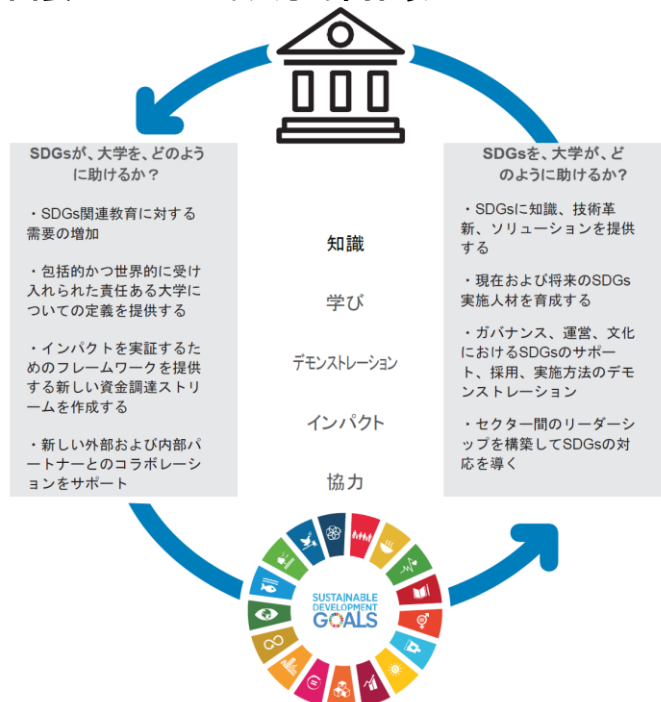 SDGsが、大学を、どのよう
に助けるか？
・SDGs関連教育に対する
需要の増加
・包括的かつ世界的に受け
入れられた責任ある大学に
ついての定義を提供する
・インパクトを実証するた
めのフレームワークを提供
する新しい資金調達ストリ
ームを作成する
・新しい外部および内部パ
ートナーとのコラボレーシ
ョンをサポート
知識
学び
デモンストレーション
インパクト
協力
SDGsを、大学が、ど
のように助けるか?
・SDGsに知識、技術革
新、ソリューションを提供
する
・現在および将来のSDGs
実施人材を育成する
・ガバナンス、運営、文化
におけるSDGsのサポー
ト、採用、実施方法のデモ
ンストレーション
・セクター間のリーダーシ
ップを構築してSDGsの対
応を導く
SUSTAINABLE
DEVELOPMENT
GOALS